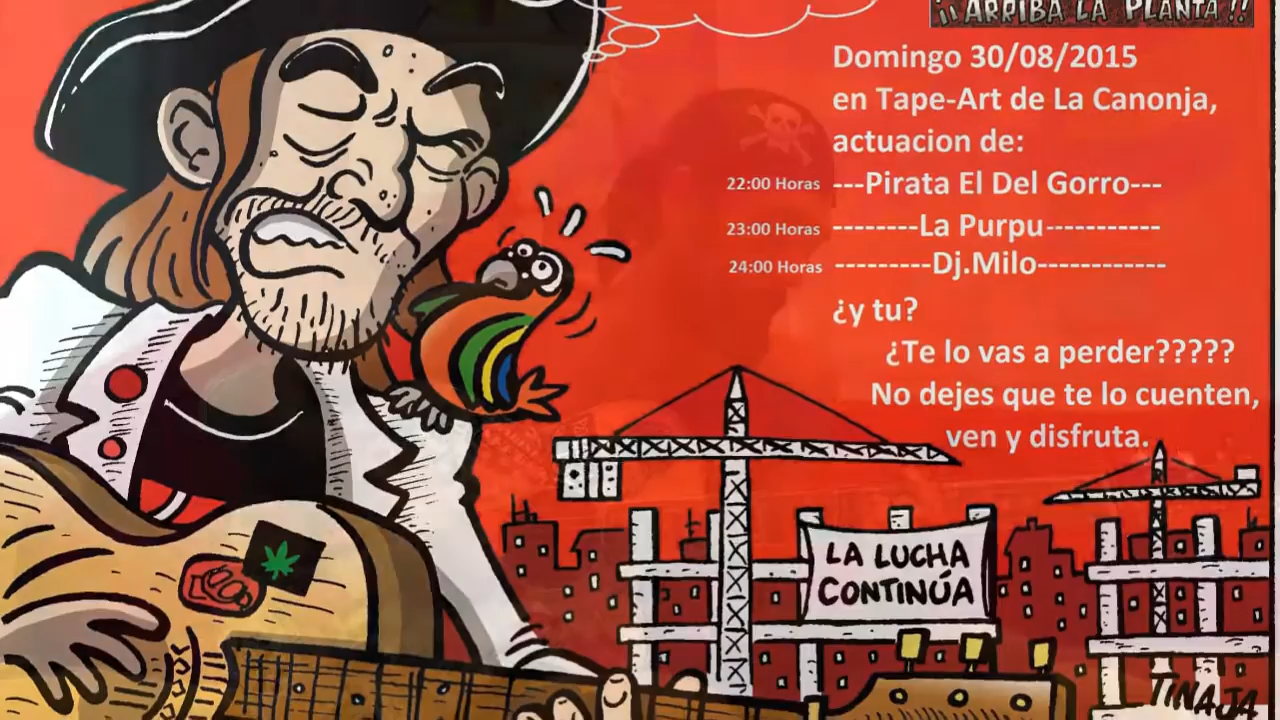 ¡¡ARRIBA LA PLANTA!!
Domingo 30/08/2015
en Tape-Art de La Canonja,
actuacion de:
22:00 Horas ---Pirata El Del Gorro---
23:00 Horas --------La Purpu-----------
24:00 Horas ---------Dj.Milo------------
¿y tu?
¿Te lo vas a perder?????
No dejes que te lo cuenten,
ven y disfruta.
LA LUCHA
CONTINÚA
TINAJA